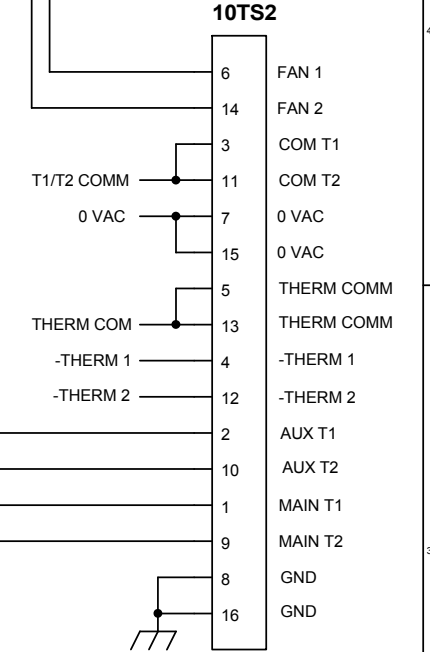 10TS2
6 FAN 1
14 FAN 2
3 COM T1
T1/T2 COMM 11 COM T2
0 VAC 7 0 VAC
15 0 VAC
5 THERM COMM
THERM COM 13 THERM COMM
-THERM 1 4 -THERM 1
-THERM 2 12 -THERM 2
2 AUX T1
10 AUX T2
1 MAIN T1
9 MAIN T2
8 GND
16 GND